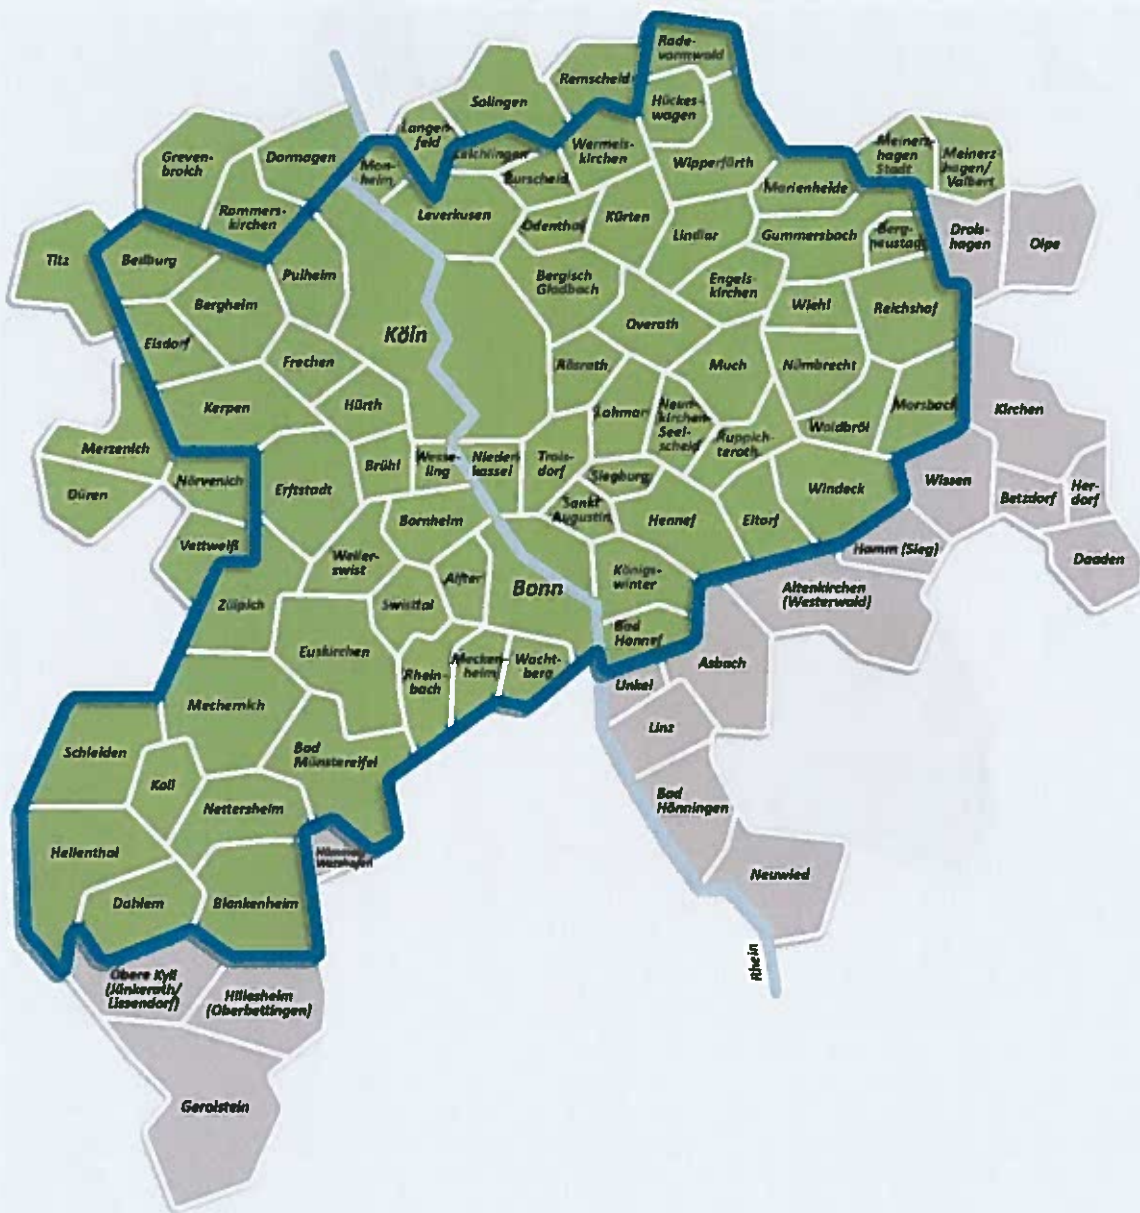 Rade-
vormwald
Remscheid
Solingen
Hückes-
wagen
Langen-
feld
Leichlingen
Wermels-
kirchen
Dormagen
Greven-
broich
Mon-
heim
Burscheid
Wipperfürth
Meinerz-
hagen
Stadt
Meinerz-
hagen/
Valbert
Marienheide
Rommers-
kirchen
Leverkusen
Odenthal
Kürten
Lindlar
Gummersbach
Berg-
neustadt
Drols-
hagen
Olpe
Titz
Bedburg
Pulheim
Bergheim
Bergisch
Gladbach
Engels-
kirchen
Wiehl
Reichshof
Köln
Overath
Elsdorf
Frechen
Rösrath
Much
Nümbrecht
Kerpen
Hürth
Lohmar
Neun-
kirchen-
Seel-
scheid
Morsbach
Kirchen
Waldbröl
Ruppich-
teroth
Merzenich
Brühl
Wesse-
ling
Nieder-
kassel
Trois-
dorf
Siegburg
Nörvenich
Düren
Erftstadt
Windeck
Wissen
Betzdorf
Her-
dorf
Bornheim
Sankt
Augustin
Hennef
Eitorf
Vettweiß
Hamm (Sieg)
Daaden
Weiler-
swist
Alfter
Bonn
Königs-
winter
Altenkirchen
(Westerwald)
Zülpich
Swisttal
Bad
Honnef
Euskirchen
Rhein-
bach
Mecken-
heim
Wacht-
berg
Asbach
Unkel
Mechernich
Linz
Schleiden
Bad
Münstereifel
Kall
Nettersheim
Bad
Hönningen
Hellenthal
Neuwied
Dahlem
Blankenheim
Rhein
Obere Kyll
(Jünkerath/
Lissendorf)
Hillesheim
(Oberbettingen)
Gerolstein